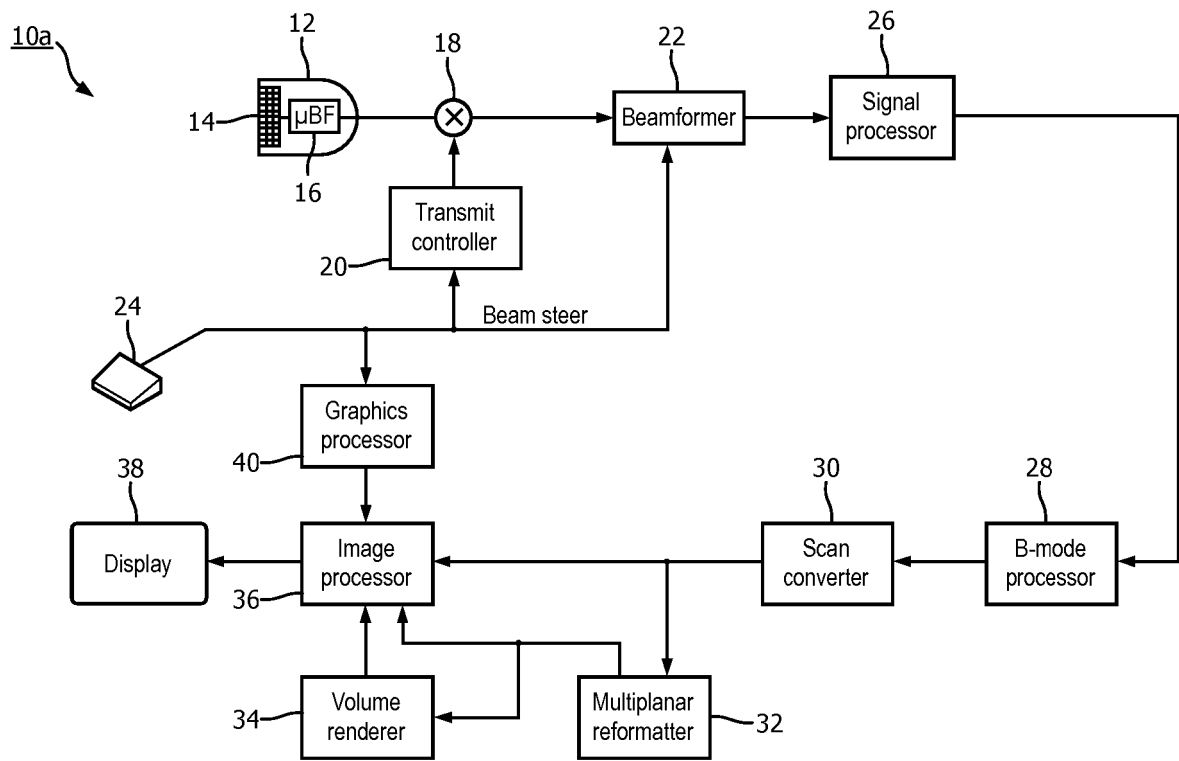 10a
12
18
22
26
14
μBF
16
Beamformer
Signal
processor
Transmit
controller
20
24
Beam steer
Graphics
processor
40
38
30
28
Display
Image
processor
36
Scan
converter
B-mode
processor
34
Volume
renderer
Multiplanar
reformatter
32